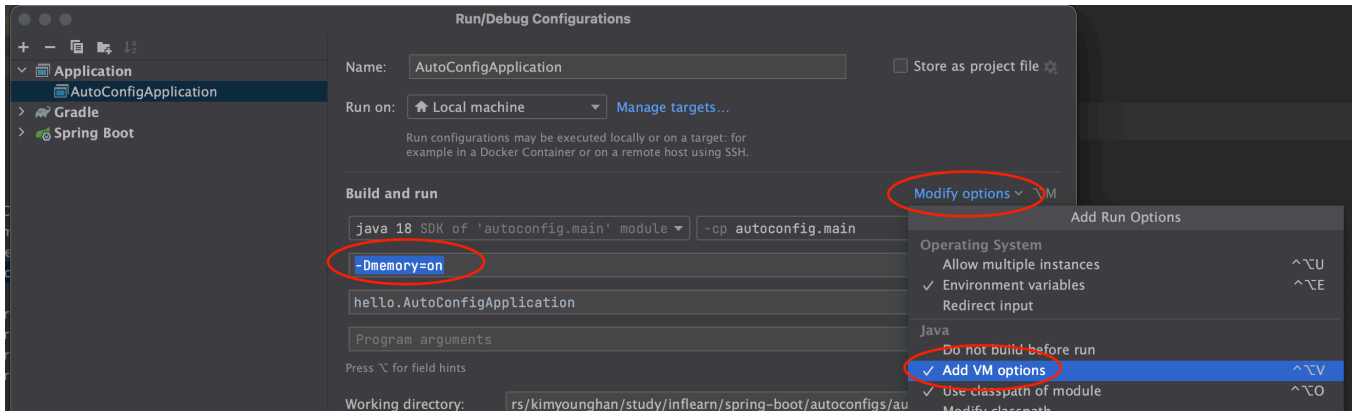 Run/Debug Configurations
Application
AutoConfigApplication
Gradle
Spring Boot
Name: AutoConfigApplication Store as project file
Run on: Local machine Manage targets...
Run configurations may be executed locally or on a target: for
example in a Docker Container or on a remote host using SSH.
Build and run Modify options ⌥M
java 18 SDK of 'autoconfig.main' module -cp autoconfig.main
-Dmemory=on
hello.AutoConfigApplication
Program arguments
Press ⌥ for field hints
Working directory: rs/kimyounghan/study/inflearn/spring-boot/autoconfigs/au
Add Run Options
Operating System
Allow multiple instances ^⌥U
✓ Environment variables ^⌥E
Redirect input
Java
Do not build before run
✓ Add VM options ^⌥V
✓ Use classpath of module ^⌥O
Modify classpath